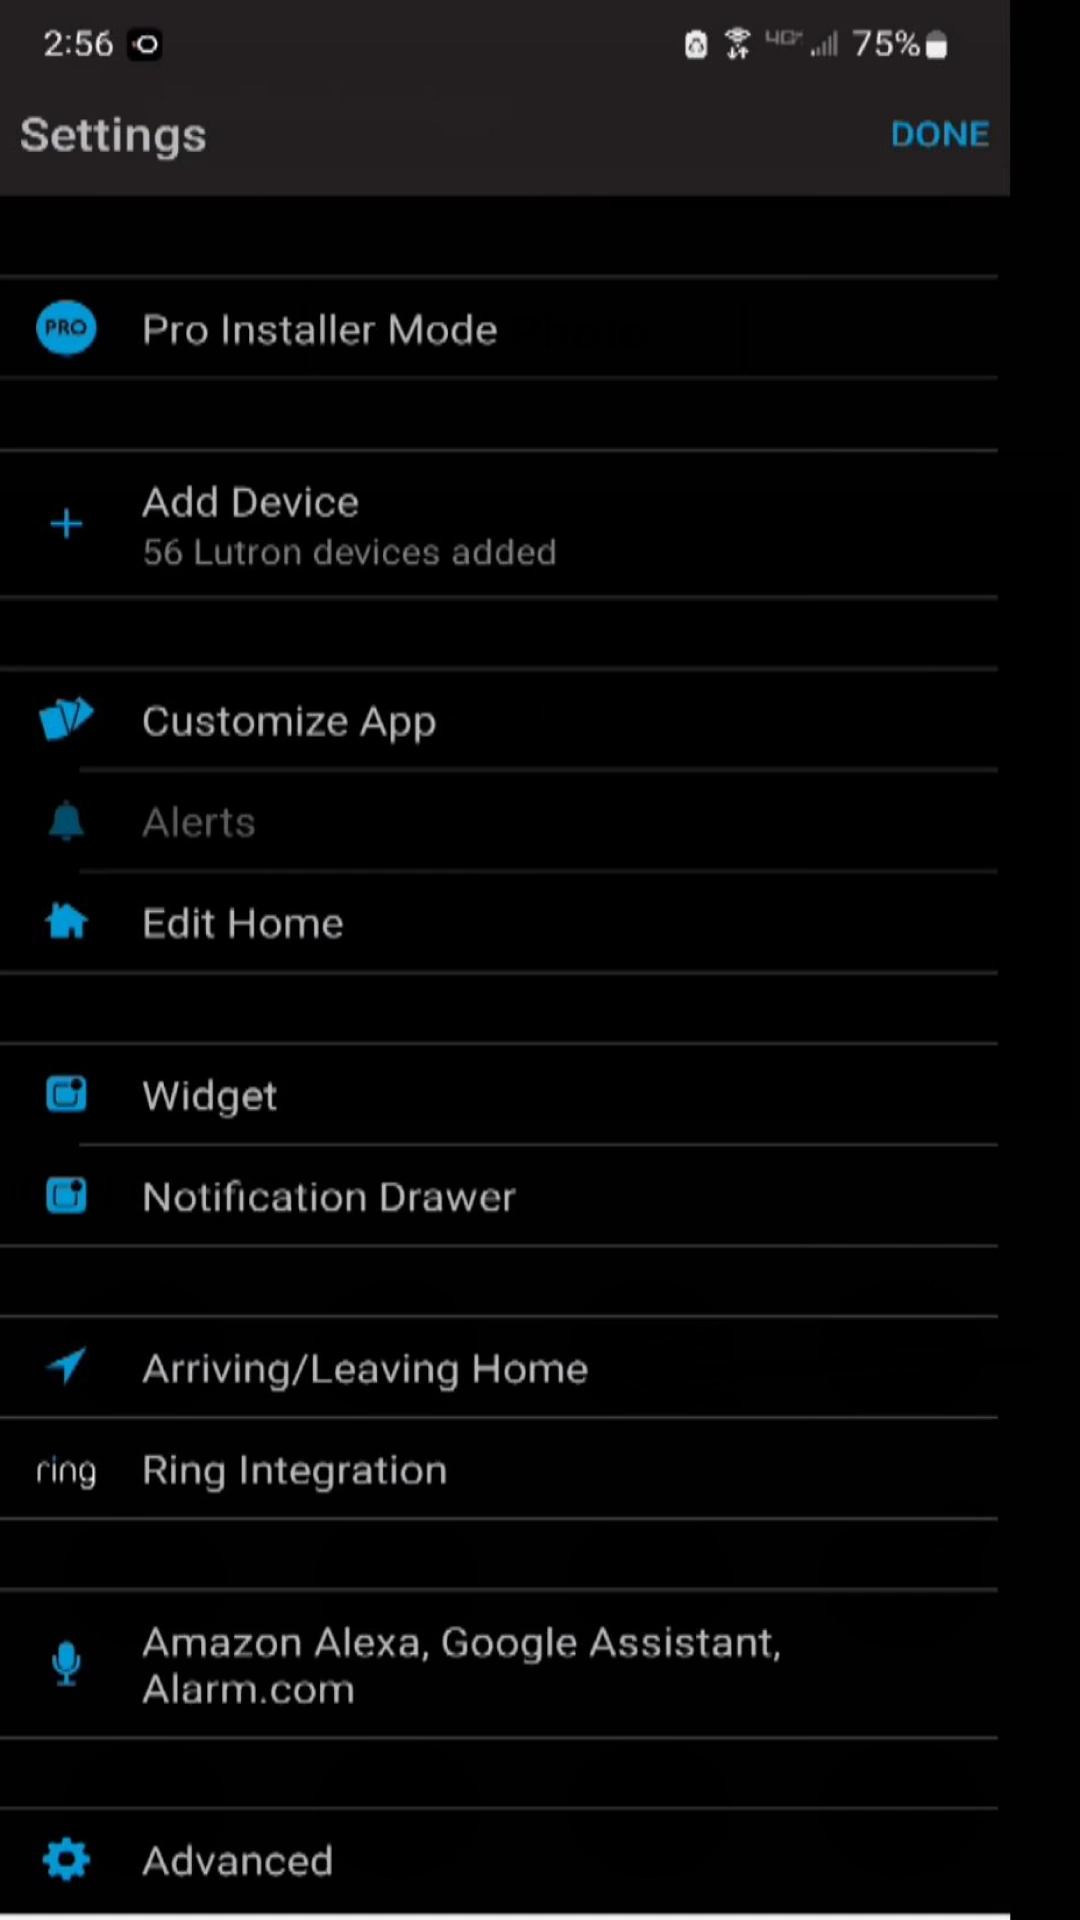 2:56
4G 75%
Settings
DONE
PRO Pro Installer Mode
Add Device
56 Lutron devices added
Customize App
Alerts
Edit Home
Widget
Notification Drawer
Arriving/Leaving Home
ring Ring Integration
Amazon Alexa, Google Assistant,
Alarm.com
Advanced